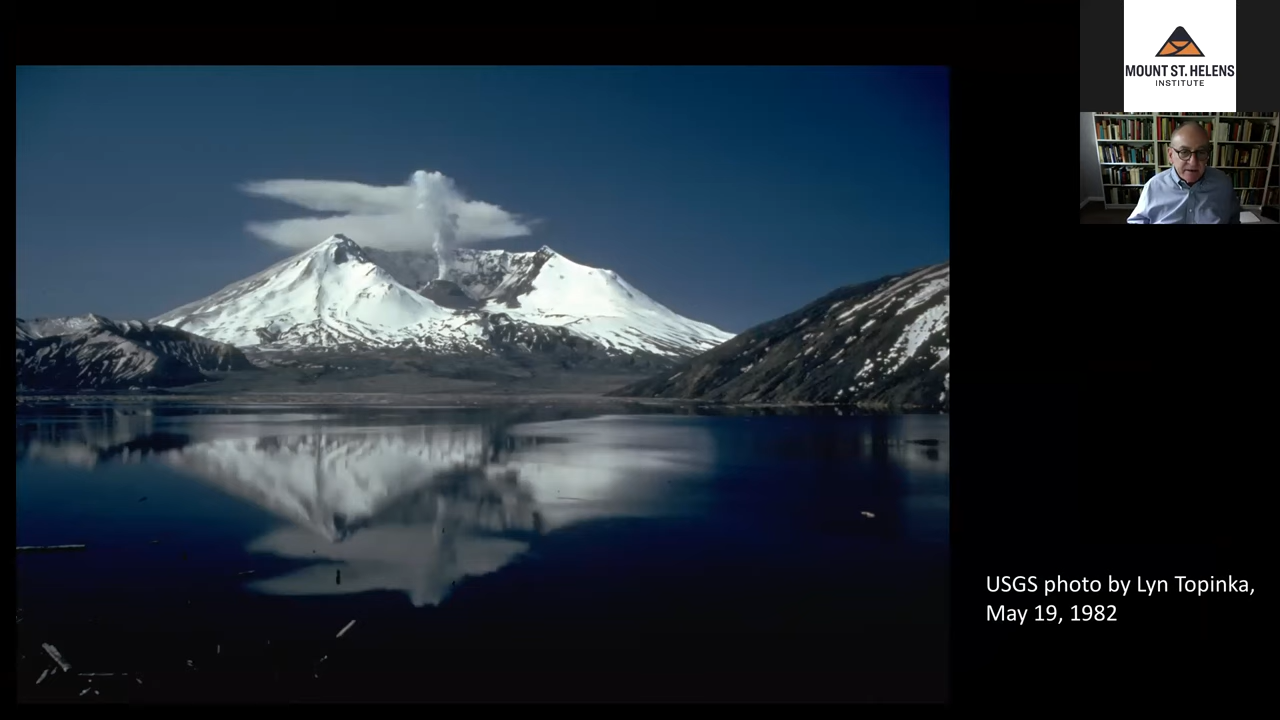 MOUNT ST. HELENS
INSTITUTE
USGS photo by Lyn Topinka,
May 19, 1982